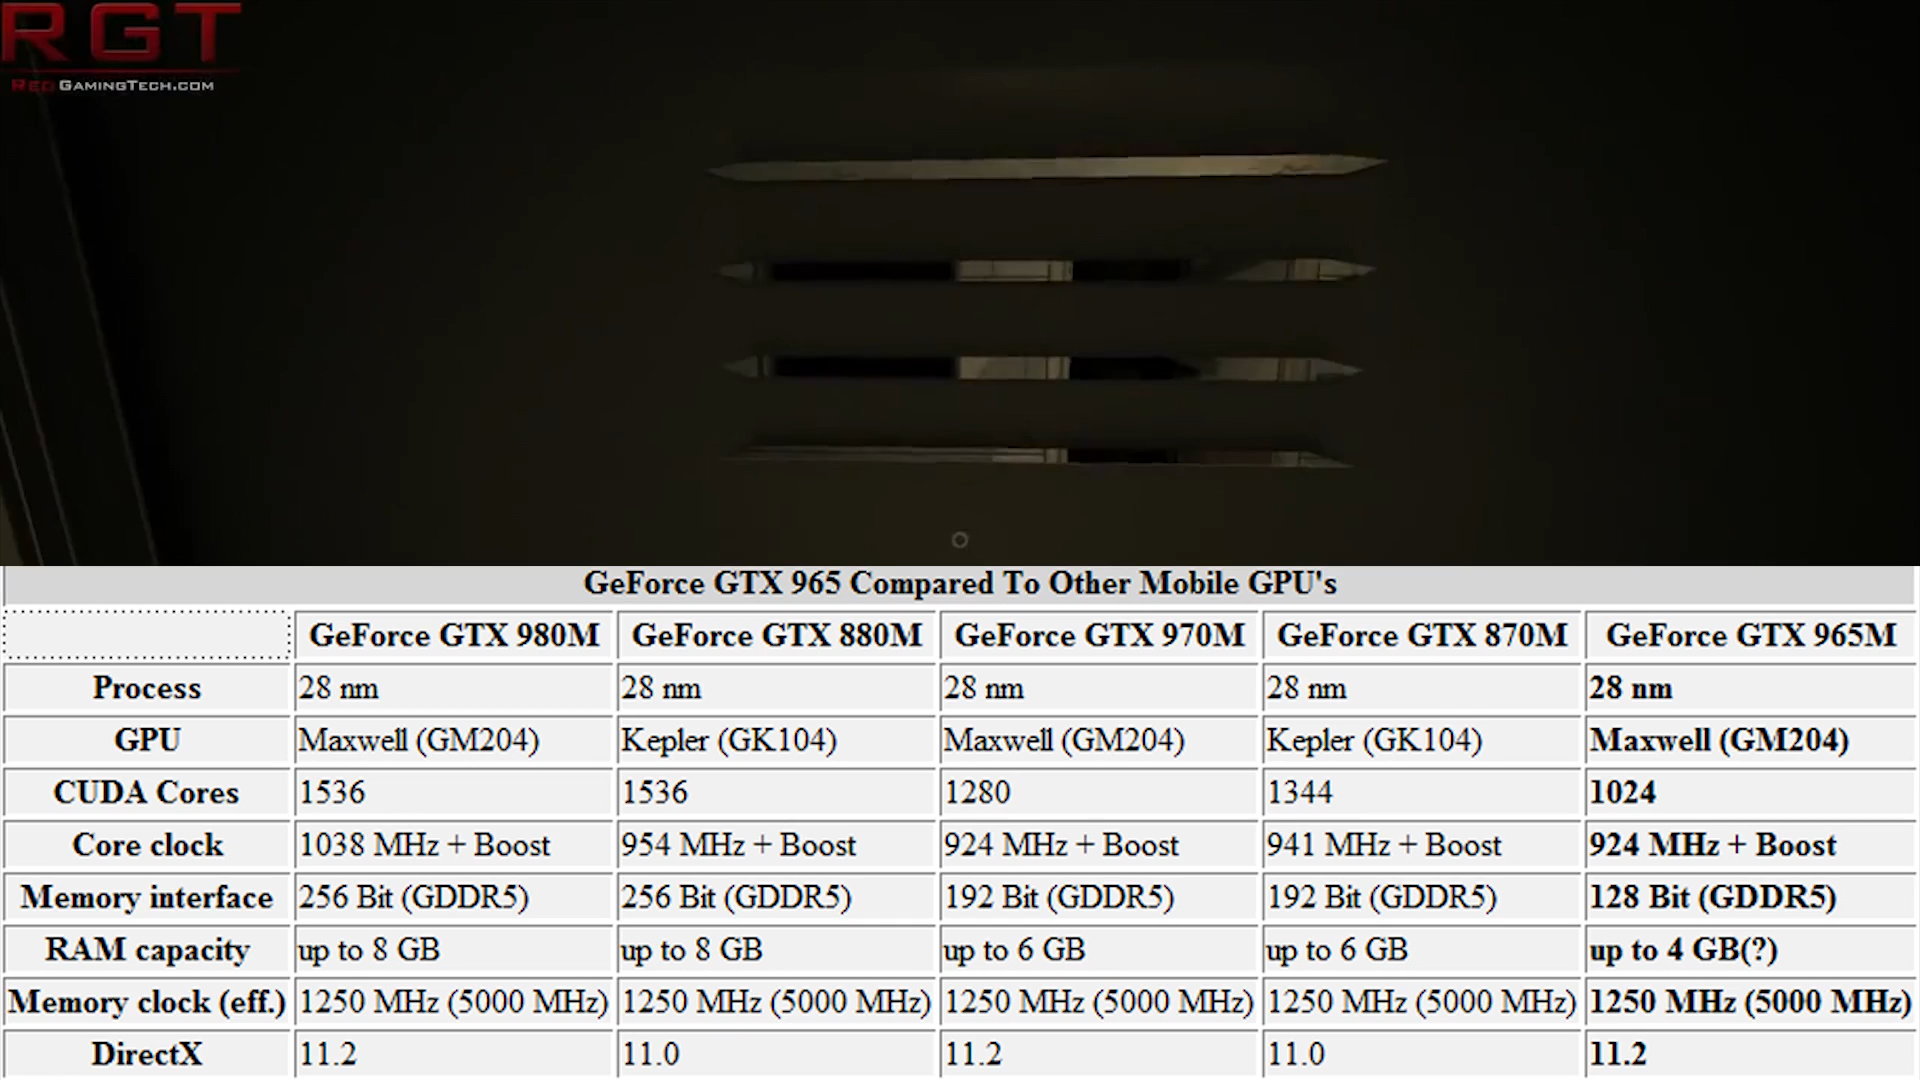 RGT
RedGamingTech.com
GeForce GTX 965 Compared To Other Mobile GPU's
GeForce GTX 980M GeForce GTX 880M GeForce GTX 970M GeForce GTX 870M GeForce GTX 965M
Process 28 nm 28 nm 28 nm 28 nm 28 nm
GPU Maxwell (GM204) Kepler (GK104) Maxwell (GM204) Kepler (GK104) Maxwell (GM204)
CUDA Cores 1536 1536 1280 1344 1024
Core clock 1038 MHz + Boost 954 MHz + Boost 924 MHz + Boost 941 MHz + Boost 924 MHz + Boost
Memory interface 256 Bit (GDDR5) 256 Bit (GDDR5) 192 Bit (GDDR5) 192 Bit (GDDR5) 128 Bit (GDDR5)
RAM capacity up to 8 GB up to 8 GB up to 6 GB up to 6 GB up to 4 GB(?)
Memory clock (eff.) 1250 MHz (5000 MHz) 1250 MHz (5000 MHz) 1250 MHz (5000 MHz) 1250 MHz (5000 MHz) 1250 MHz (5000 MHz)
DirectX 11.2 11.0 11.2 11.0 11.2